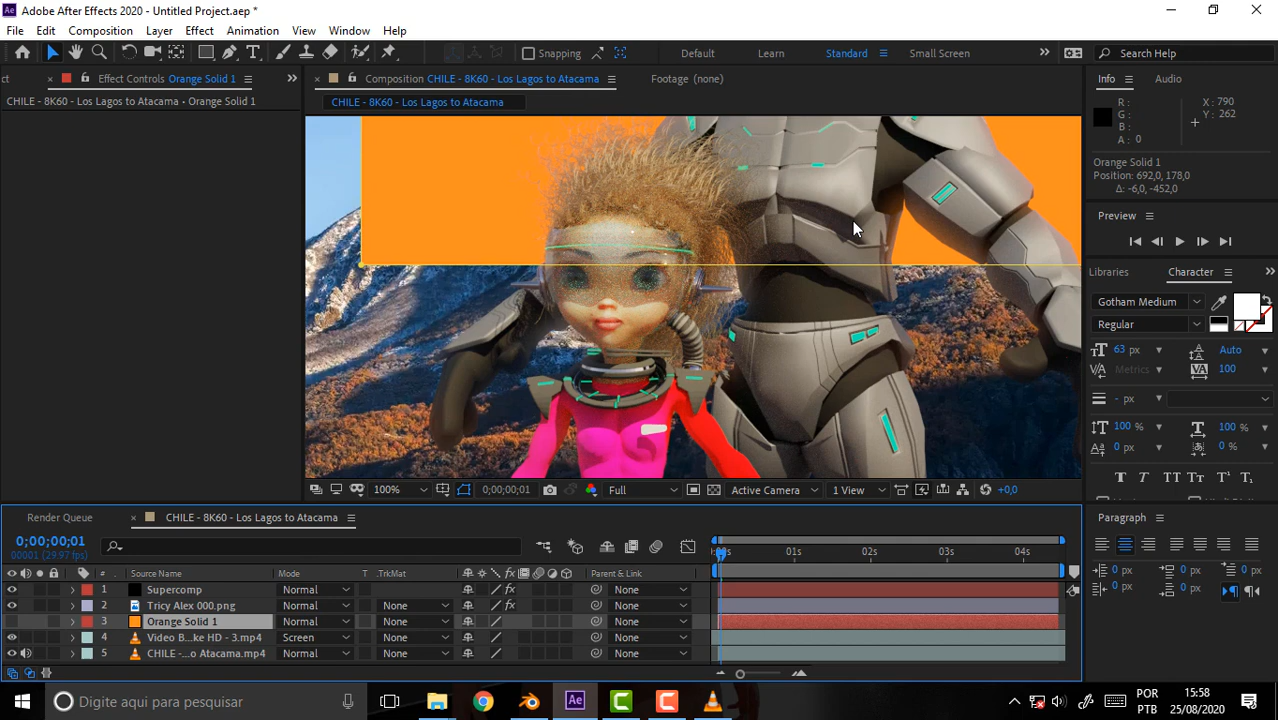 Adobe After Effects 2020 - Untitled Project.aep *
File Edit Composition Layer Effect Animation View Window Help
Snapping Default Learn Standard Small Screen Search Help
ct Effect Controls Orange Solid 1 Composition CHILE - 8K60 - Los Lagos to Atacama Footage (none) Info Audio
CHILE - 8K60 - Los Lagos to Atacama • Orange Solid 1 CHILE - 8K60 - Los Lagos to Atacama
R : X : 790
G : Y : 262
B :
A : 0
Orange Solid 1
Position: 692,0, 178,0
Δ: -6,0, -452,0
Preview
Libraries Character
Gotham Medium
Regular
63 px Auto
Metrics 100
- px
100 % 100 %
0 px 0 %
T T TT Tr T¹ T₁
100% 0;00;00;01 Full Active Camera 1 View +0,0
Render Queue CHILE - 8K60 - Los Lagos to Atacama Paragraph
0;00;00;01
00001 (29.97 fps)
:00s 01s 02s 03s 04s
# Source Name Mode T .TrkMat Parent & Link
1 Supercomp Normal None
2 Tricy Alex 000.png Normal None None
3 Orange Solid 1 Normal None None
4 Video B...ke HD - 3.mp4 Screen None None
5 CHILE -...o Atacama.mp4 Normal None None
0 px 0 px
0 px 0 px
0 px
Digite aqui para pesquisar
POR 15:58
PTB 25/08/2020